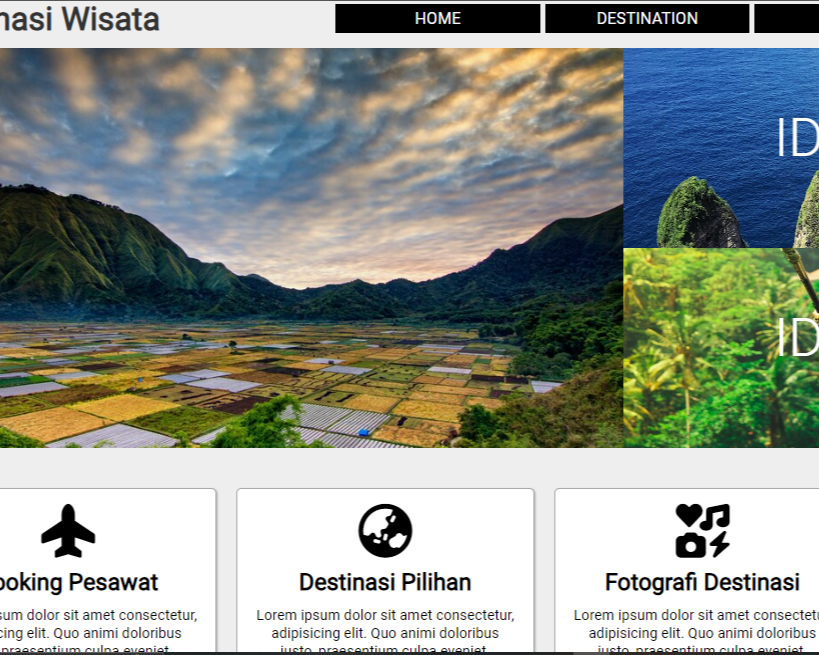 nasi Wisata
HOME
DESTINATION
ID
ID
ooking Pesawat
sum dolor sit amet consectetur,
cing elit. Quo animi doloribus
praesentium culpa eveniet
Destinasi Pilihan
Lorem ipsum dolor sit amet consectetur,
adipisicing elit. Quo animi doloribus
iusto, praesentium culpa eveniet
Fotografi Destinasi
Lorem ipsum dolor sit amet consectetu
adipisicing elit. Quo animi doloribus
iusto, praesentium culpa eveniet